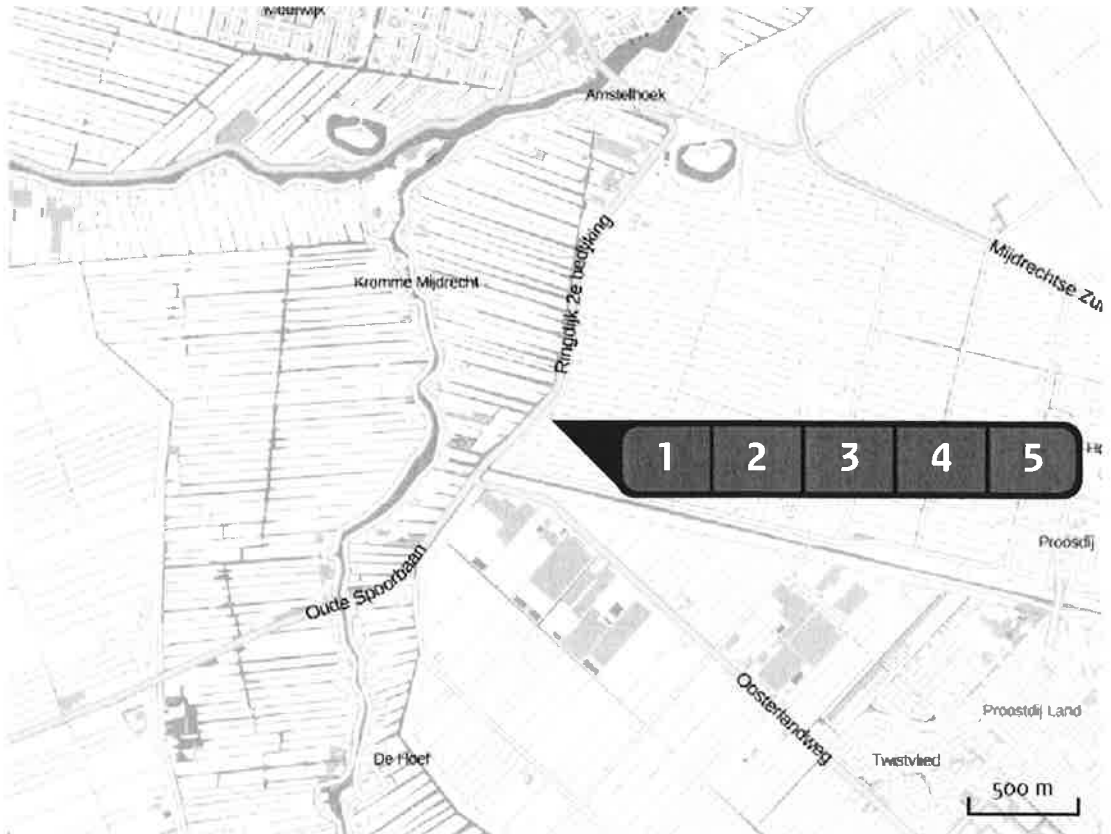 Meerwijk
Amstelhoek
Ringdijk 2e bedijking
Mijdrechtse Zu
Kromme Mijdrecht
1 2 3 4 5
Proosdij
Oude Spoorbaan
Oosterlandweg
Proostdij Land
De Hoef
Twistvlied
500 m